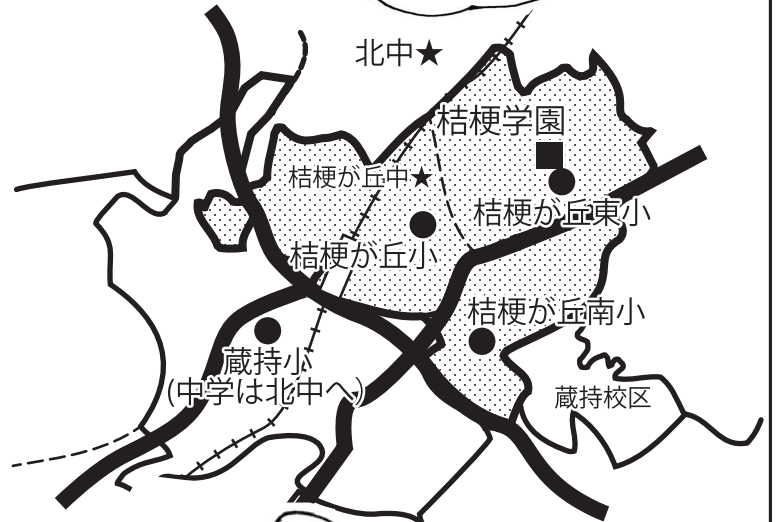 北中★
桔梗学園
桔梗が丘中★
桔梗が丘東小
桔梗が丘小
桔梗が丘南小
蔵持小
(中学は北中へ)
蔵持校区